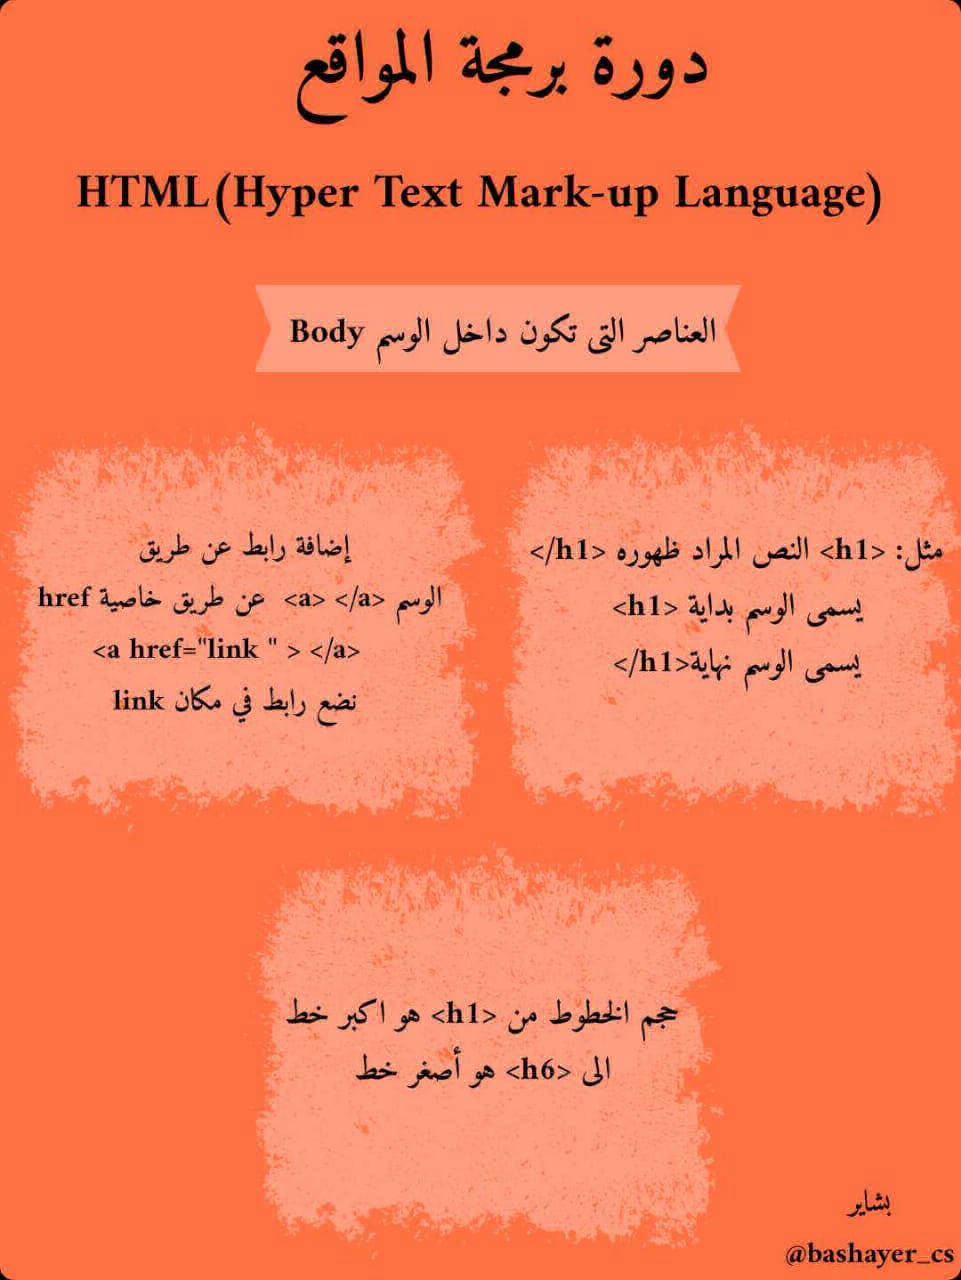 دورة برمجة المواقع
HTML(Hyper Text Mark-up Language)
العناصر التى تكون داخل الوسم Body
مثل: <h1> النص المراد ظهوره </h1>
يسمى الوسم بداية <h1>
يسمى الوسم نهاية</h1>
إضافة رابط عن طريق
الوسم <a> </a> عن طريق خاصية href
<a href="link " > </a>
نضع رابط في مكان link
حجم الخطوط من <h1> هو اكبر خط
الى <h6> هو أصغر خط
بشاير
@bashayer_cs